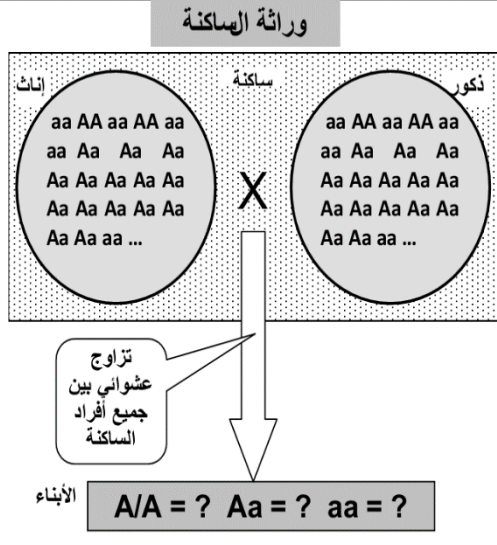 وراثة الساكنة
ذكور
ساكنة
إناث
aa AA aa AA aa
aa Aa Aa Aa
Aa Aa Aa Aa Aa
Aa Aa Aa Aa Aa
Aa Aa aa ...
X
aa AA aa AA aa
aa Aa Aa Aa
Aa Aa Aa Aa Aa
Aa Aa Aa Aa Aa
Aa Aa aa ...
تزاوج
عشوائي بين
جميع أفراد
الساكنة
الأبناء
A/A = ? Aa = ? aa = ?